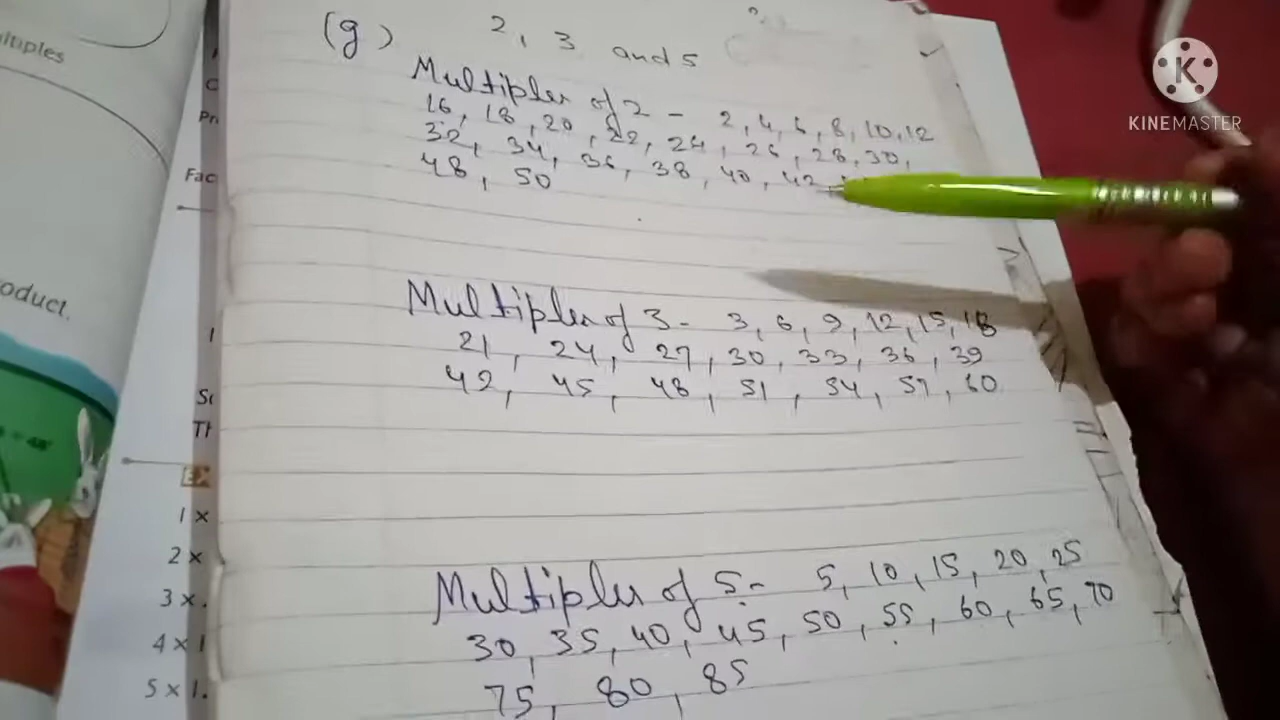 (g) 2, 3 and 5
Multiples of 2 - 2, 4, 6, 8, 10, 12
16, 18, 20, 22, 24, 26, 28, 30,
32, 34, 36, 38, 40, 42
48, 50
Multiples of 3 - 3, 6, 9, 12, 15, 18
21, 24, 27, 30, 33, 36, 39
42, 45, 48, 51, 54, 57, 60
Multiples of 5 - 5, 10, 15, 20, 25
30, 35, 40, 45, 50, 55, 60, 65, 70
75, 80, 85
ltiples
Fac
oduct.
EX
1 x
2 x
3 x
4 x 1
5 x 1.
K
KINEMASTER